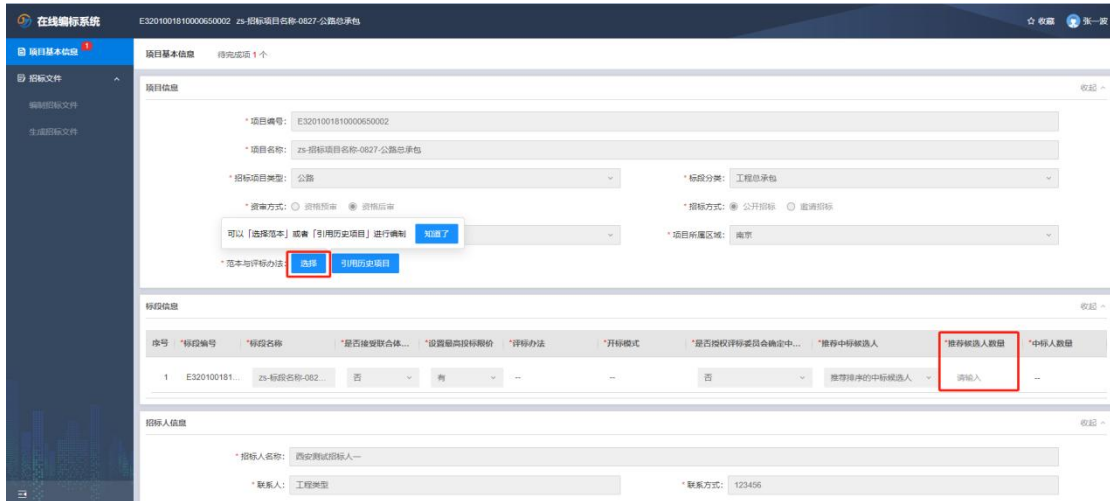 在线编标系统 E3201001810000650002 zs-招标项目名称-0827-公路总承包 收藏 张一波
项目基本信息 1 项目基本信息 待完成项 1 个
招标文件
项目信息 收起
编制招标文件
* 项目编号: E3201001810000650002
生成招标文件
* 项目名称: zs-招标项目名称-0827-公路总承包
* 招标项目类型: 公路 * 标段分类: 工程总承包
* 资审方式: 资格预审 资格后审 * 招标方式: 公开招标 邀请招标
可以「选择范本」或者「引用历史项目」进行编制 知道了 * 项目所属区域: 南京
* 范本与评标办法: 选择 引用历史项目
标段信息 收起
序号 *标段编号 *标段名称 *是否接受联合体... *设置最高投标限价 *评标办法 *开标模式 *是否授权评标委员会确定中... *推荐中标候选人 *推荐候选人数量 *中标人数量
1 E320100181... zs-标段名称-082... 否 有 -- -- 否 推荐排序的中标候选人 请输入 --
招标人信息 收起
* 招标人名称: 西安测试招标人一
* 联系人: 工程类型 * 联系方式: 123456